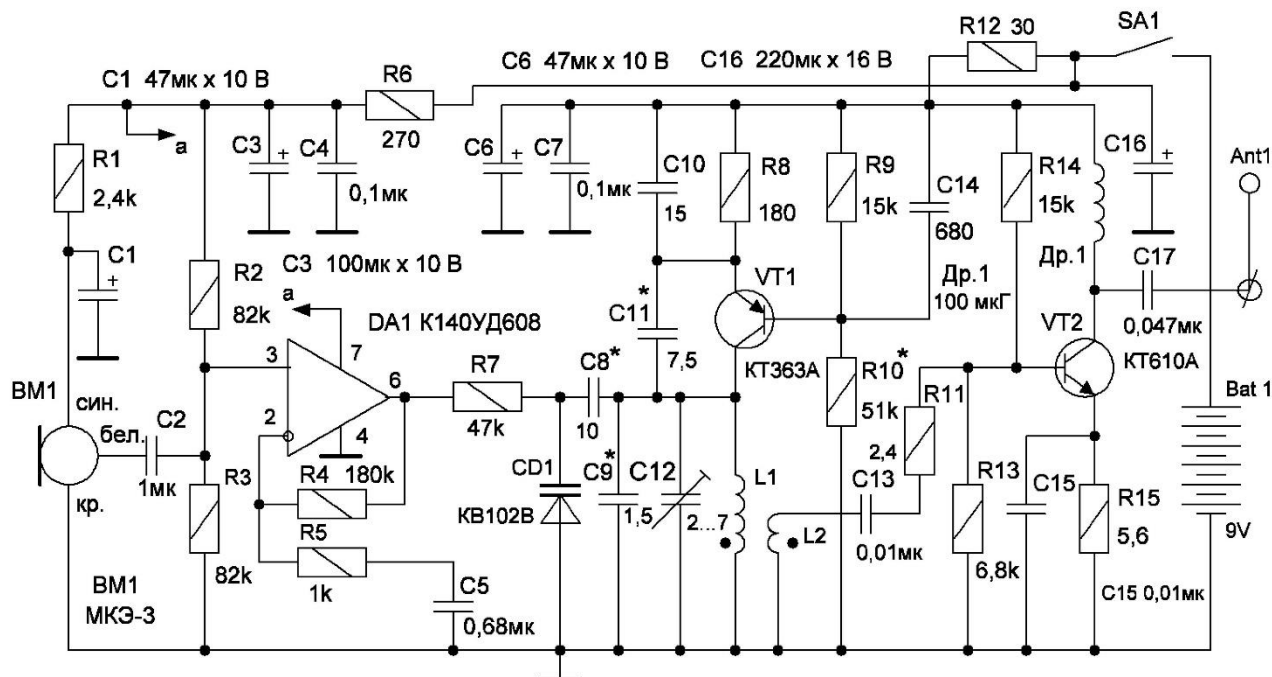 R12 30
SA1
C1 47мк x 10 В
R6
270
C6 47мк x 10 В
C16 220мк x 16 В
a
R1
2,4k
C3
+
C4
0,1мк
C6
+
C7
0,1мк
C10
15
R8
180
R9
15k
C14
680
R14
15k
C16
+
Ant1
C1
+
R2
82k
C3 100мк x 10 В
a
DA1 К140УД608
C11
*
7,5
VT1
КТ363А
Др.1
100 мкГ
Др.1
C17
0,047мк
VT2
КТ610А
BM1
син.
бел.
кр.
C2
1мк
3
2
7
6
4
R7
47k
C8*
10
R10*
51k
R11
2,4
Bat 1
9V
R3
82k
180k
R4
R5
1k
C5
0,68мк
CD1
КВ102В
C9*
1,5
C12
2...7
L1
L2
C13
0,01мк
R13
6,8k
C15
R15
5,6
C15 0,01мк
BM1
МКЭ-3